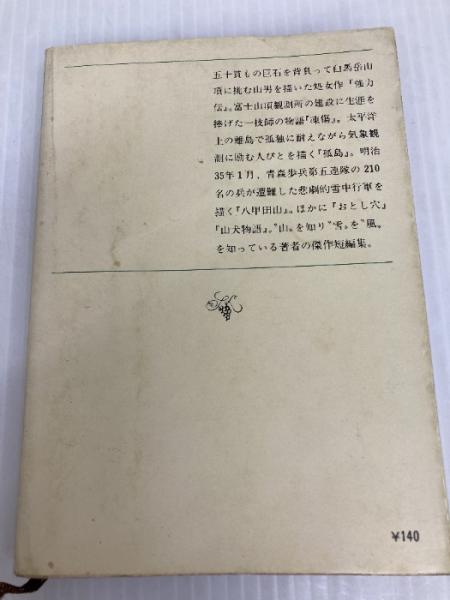 五十貫もの巨石を背負って白馬岳山
頂に挑む山男を描いた処女作『強力
伝』。富士山頂観測所の建設に生涯を
捧げた一技師の物語『凍傷』。太平洋
上の離島で孤独に耐えながら気象観
測に励む人びとを描く『孤島』。明治
35年1月、青森歩兵第五連隊の210
名の兵が遭難した悲劇的雪中行軍を
描く『八甲田山』。ほかに『おとし穴』
『山犬物語』。〝山〟を知り〝雪〟を〝風〟
を知っている著者の傑作短編集。
¥140